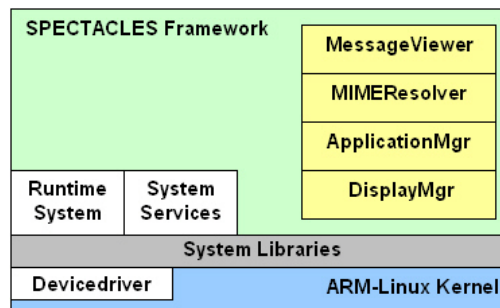 SPECTACLES Framework
MessageViewer
MIMEResolver
ApplicationMgr
DisplayMgr
Runtime
System
System
Services
System Libraries
Devicedriver
ARM-Linux Kernel